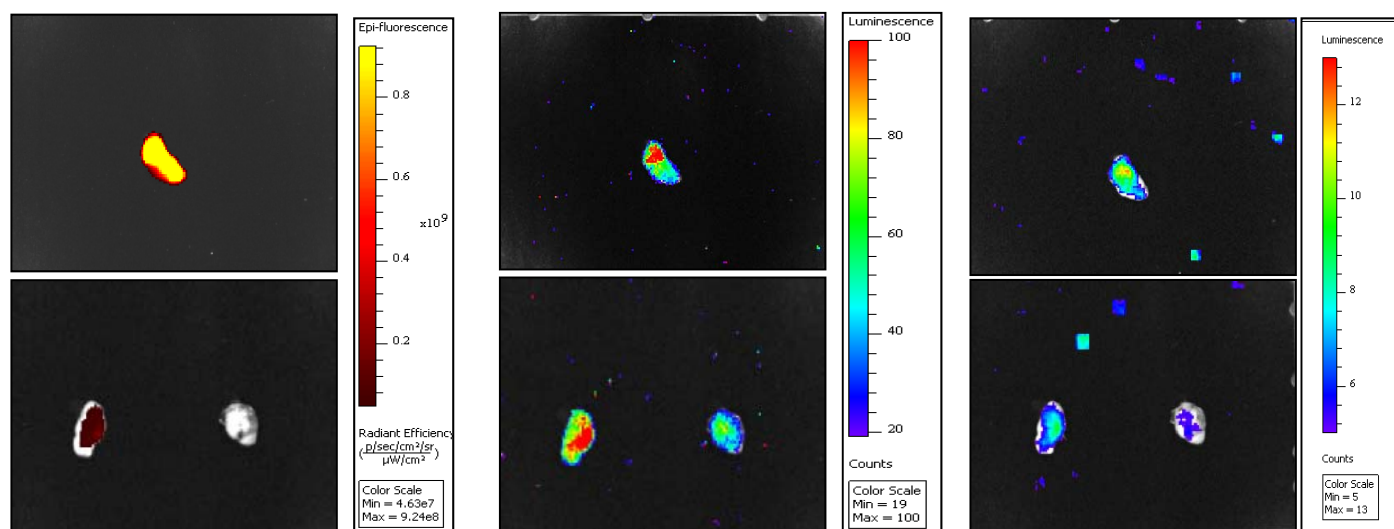 Epi-fluorescence
0.8
0.6
x10⁹
0.4
0.2
Radiant Efficiency
(p/sec/cm²/sr
µW/cm²)
Color Scale
Min = 4.63e7
Max = 9.24e8
Luminescence
100
80
60
40
20
Counts
Color Scale
Min = 19
Max = 100
Luminescence
12
10
8
6
Counts
Color Scale
Min = 5
Max = 13